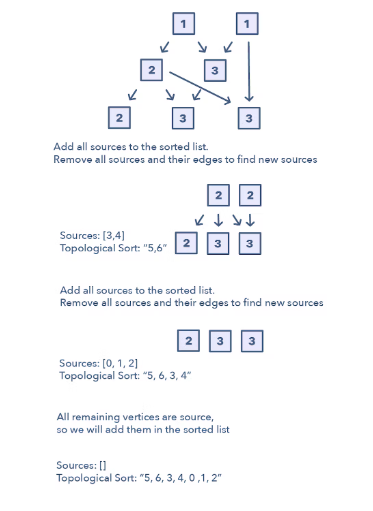 1 1
2 3
2 3 3
Add all sources to the sorted list.
Remove all sources and their edges to find new sources
2 2
Sources: [3,4]
Topological Sort: "5,6"
2 3 3
Add all sources to the sorted list.
Remove all sources and their edges to find new sources
2 3 3
Sources: [0, 1, 2]
Topological Sort: "5, 6, 3, 4"
All remaining vertices are source,
so we will add them in the sorted list
Sources: []
Topological Sort: "5, 6, 3, 4, 0 ,1, 2"